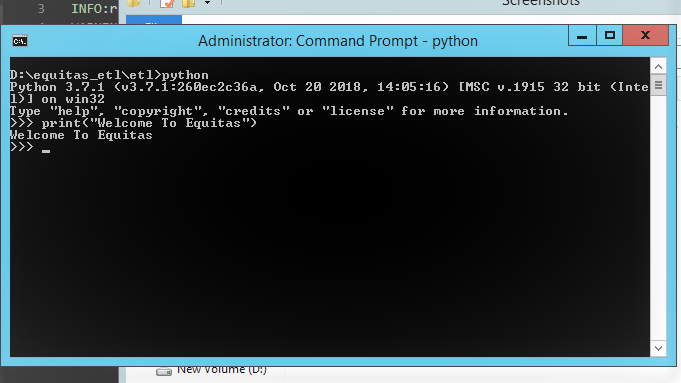 3 INFO:r
Screenshots
Administrator: Command Prompt - python
D:\equitas_etl\etl>python
Python 3.7.1 (v3.7.1:260ec2c36a, Oct 20 2018, 14:05:16) [MSC v.1915 32 bit (Inte
l)] on win32
Type "help", "copyright", "credits" or "license" for more information.
>>> print("Welcome To Equitas")
Welcome To Equitas
>>> _
New Volume (D:)